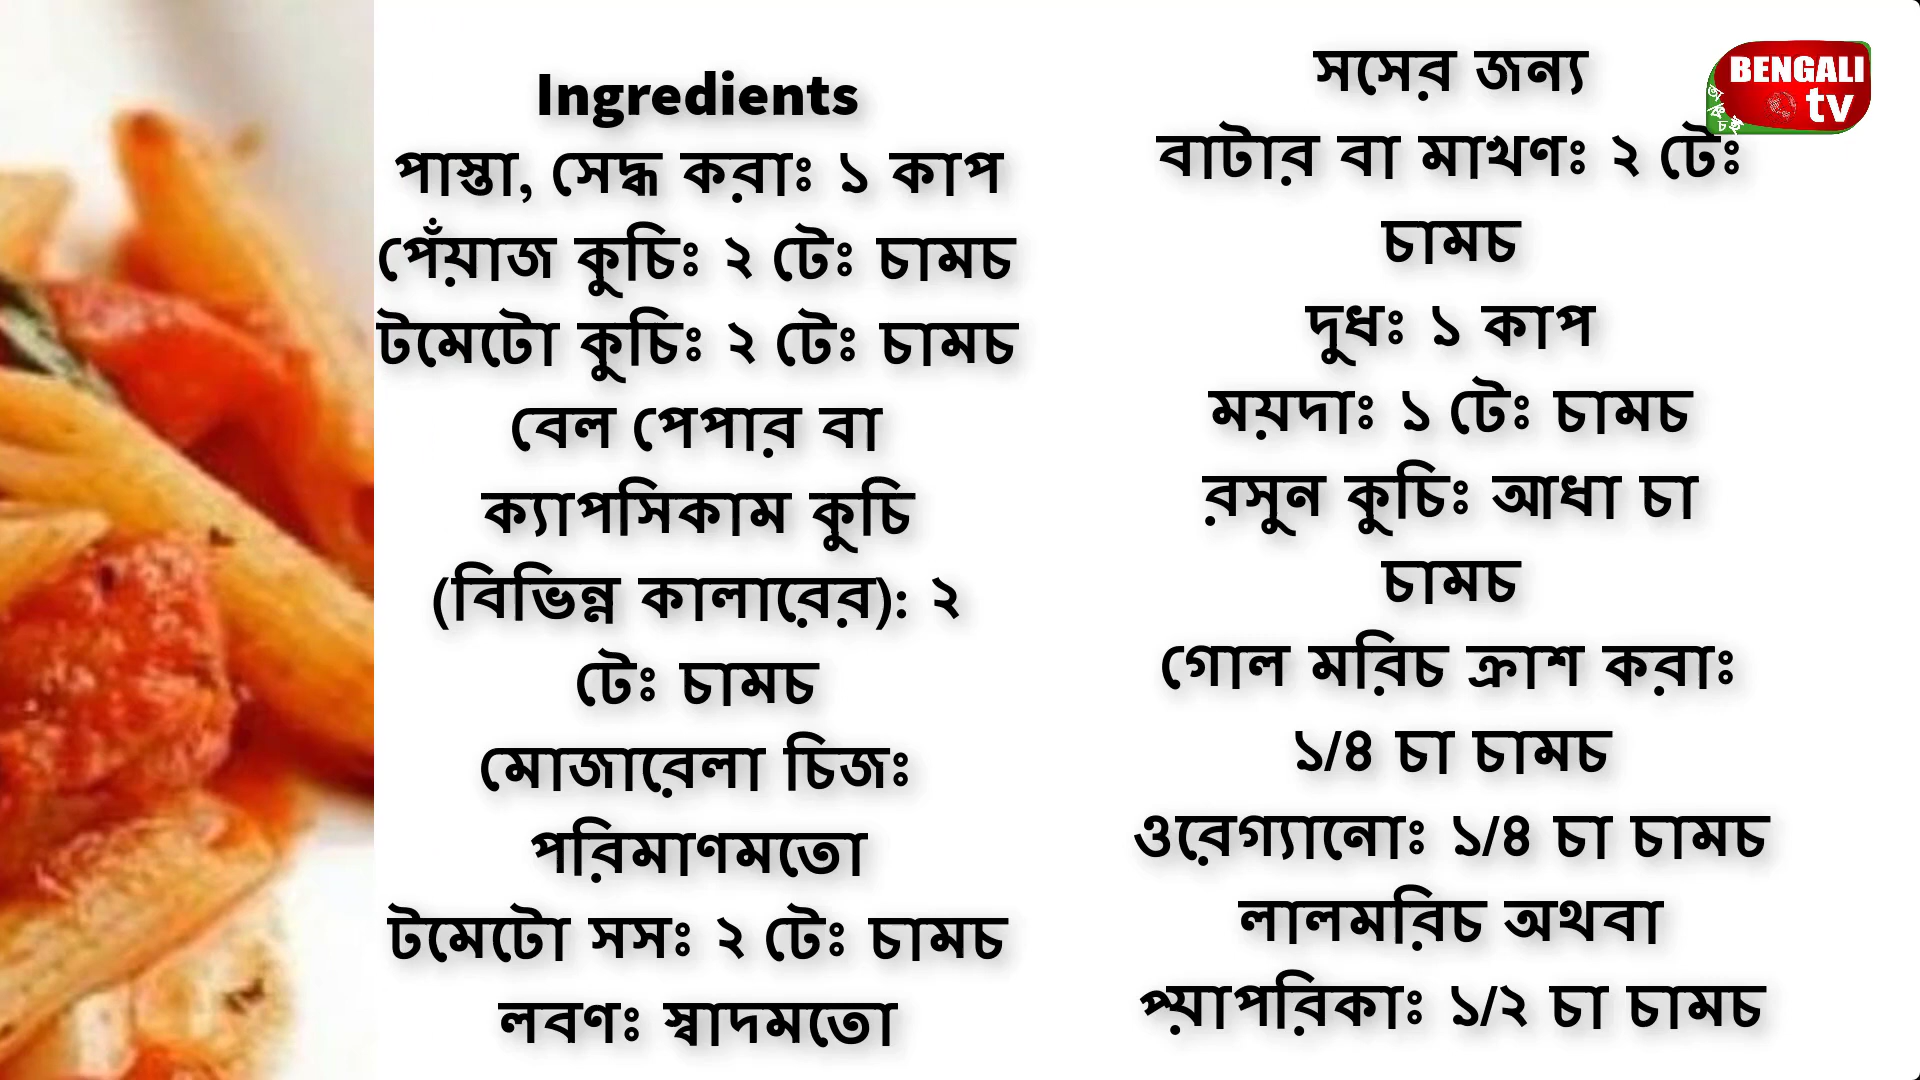 Ingredients
পাস্তা, সেদ্ধ করাঃ ১ কাপ
পেঁয়াজ কুচিঃ ২ টেঃ চামচ
টমেটো কুচিঃ ২ টেঃ চামচ
বেল পেপার বা
ক্যাপসিকাম কুচি
(বিভিন্ন কালারের): ২
টেঃ চামচ
মোজারেলা চিজঃ
পরিমাণমতো
টমেটো সসঃ ২ টেঃ চামচ
লবণঃ স্বাদমতো
সসের জন্য
বাটার বা মাখণঃ ২ টেঃ
চামচ
দুধঃ ১ কাপ
ময়দাঃ ১ টেঃ চামচ
রসুন কুচিঃ আধা চা
চামচ
গোল মরিচ ক্রাশ করাঃ
১/৪ চা চামচ
ওরেগ্যানোঃ ১/৪ চা চামচ
লালমরিচ অথবা
প্য়াপরিকাঃ ১/২ চা চামচ
BENGALI
tv